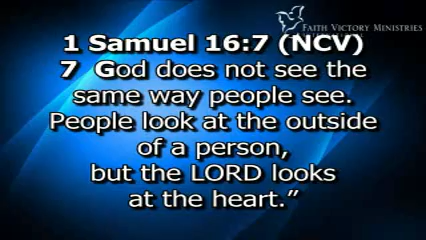 FAITH VICTORY MINISTRIES
1 Samuel 16:7 (NCV)
7 God does not see the
same way people see.
People look at the outside
of a person,
but the LORD looks
at the heart.”